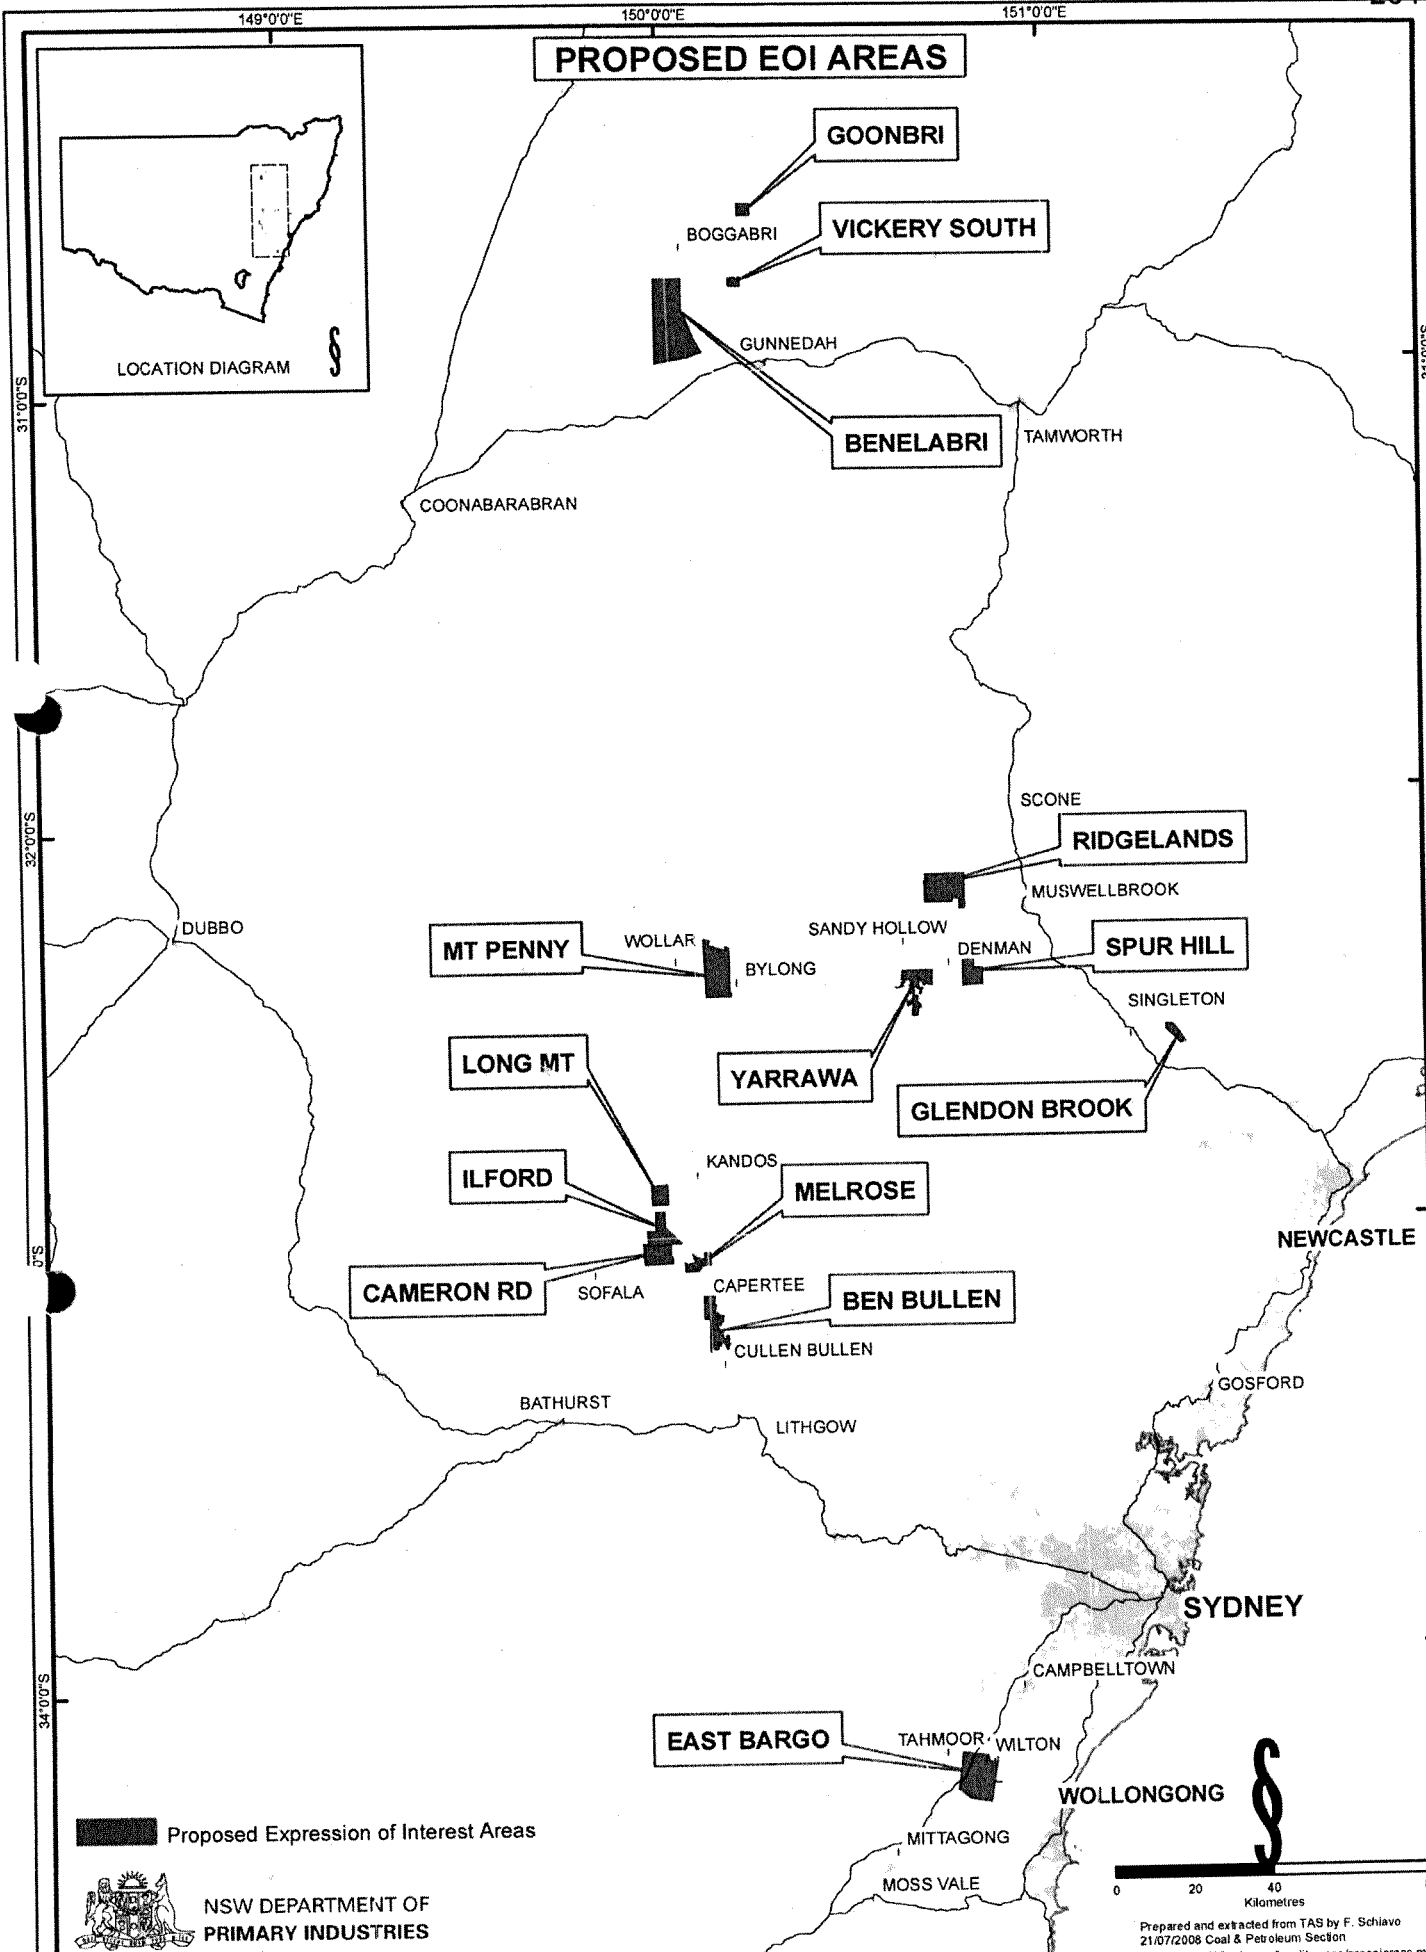 149°0'0"E
150°0'0"E
151°0'0"E
PROPOSED EOI AREAS
GOONBRI
BOGGABRI
VICKERY SOUTH
GUNNEDAH
LOCATION DIAGRAM
31°0'0"S
BENELABRI
TAMWORTH
COONABARABRAN
SCONE
32°0'0"S
RIDGELANDS
MUSWELLBROOK
DUBBO
SANDY HOLLOW
WOLLAR
MT PENNY
DENMAN
SPUR HILL
BYLONG
SINGLETON
LONG MT
YARRAWA
GLENDON BROOK
KANDOS
ILFORD
MELROSE
NEWCASTLE
0"S
CAMERON RD
SOFALA
CAPERTEE
BEN BULLEN
CULLEN BULLEN
GOSFORD
BATHURST
LITHGOW
SYDNEY
CAMPBELLTOWN
34°0'0"S
EAST BARGO
TAHMOOR
WILTON
WOLLONGONG
Proposed Expression of Interest Areas
MITTAGONG
MOSS VALE
NSW DEPARTMENT OF
PRIMARY INDUSTRIES
0 20 40
Kilometres
Prepared and extracted from TAS by F. Schiavo
21/07/2008 Coal & Petroleum Section